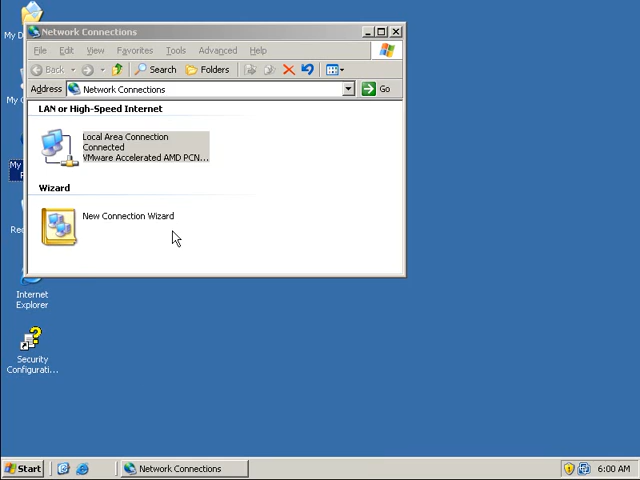 Network Connections
File Edit View Favorites Tools Advanced Help
Back Search Folders
Address Network Connections Go
LAN or High-Speed Internet
Local Area Connection
Connected
VMware Accelerated AMD PCN...
Wizard
New Connection Wizard
My
Internet
Explorer
Security
Configurati...
Start Network Connections 6:00 AM